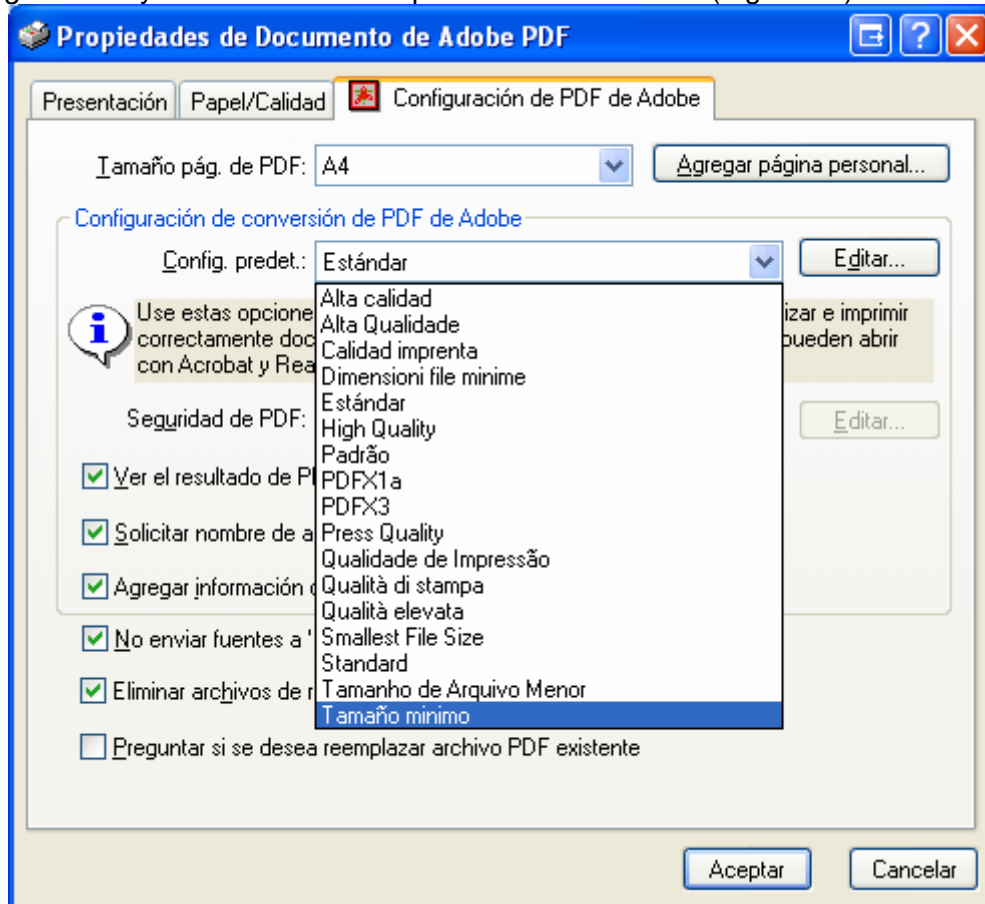 Propiedades de Documento de Adobe PDF
Presentación Papel/Calidad Configuración de PDF de Adobe
Tamaño pág. de PDF: A4 Agregar página personal...
Configuración de conversión de PDF de Adobe
Config. predet.: Estándar Editar...
Use estas izar e imprimir
correctamente pueden abrir
con Acrobat y
Seguridad de PDF: Editar...
Ver el resultado de
Solicitar nombre de
Agregar información
No enviar fuentes a '
Eliminar archivos de
Preguntar si se desea reemplazar archivo PDF existente
Alta calidad
Alta Qualidade
Calidad imprenta
Dimensioni file minime
Estándar
High Quality
Padrão
PDFX1a
PDFX3
Press Quality
Qualidade de Impressão
Qualità di stampa
Qualità elevata
Smallest File Size
Standard
Tamanho de Arquivo Menor
Tamaño minimo
Aceptar Cancelar